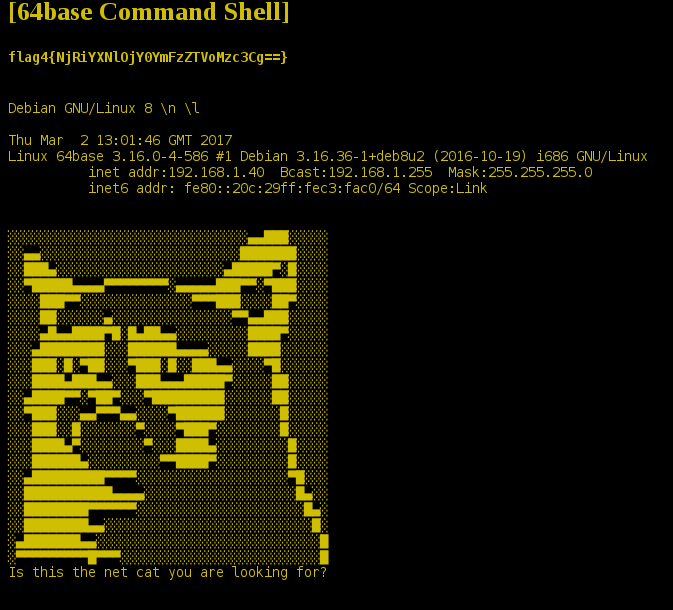 [64base Command Shell]
flag4{NjRiYXNlOjY0YmFzZTVoMzc3Cg==}
Debian GNU/Linux 8 \n \l
Thu Mar  2 13:01:46 GMT 2017
Linux 64base 3.16.0-4-586 #1 Debian 3.16.36-1+deb8u2 (2016-10-19) i686 GNU/Linux
inet addr:192.168.1.40  Bcast:192.168.1.255  Mask:255.255.255.0
inet6 addr: fe80::20c:29ff:fec3:fac0/64 Scope:Link
Is this the net cat you are looking for?